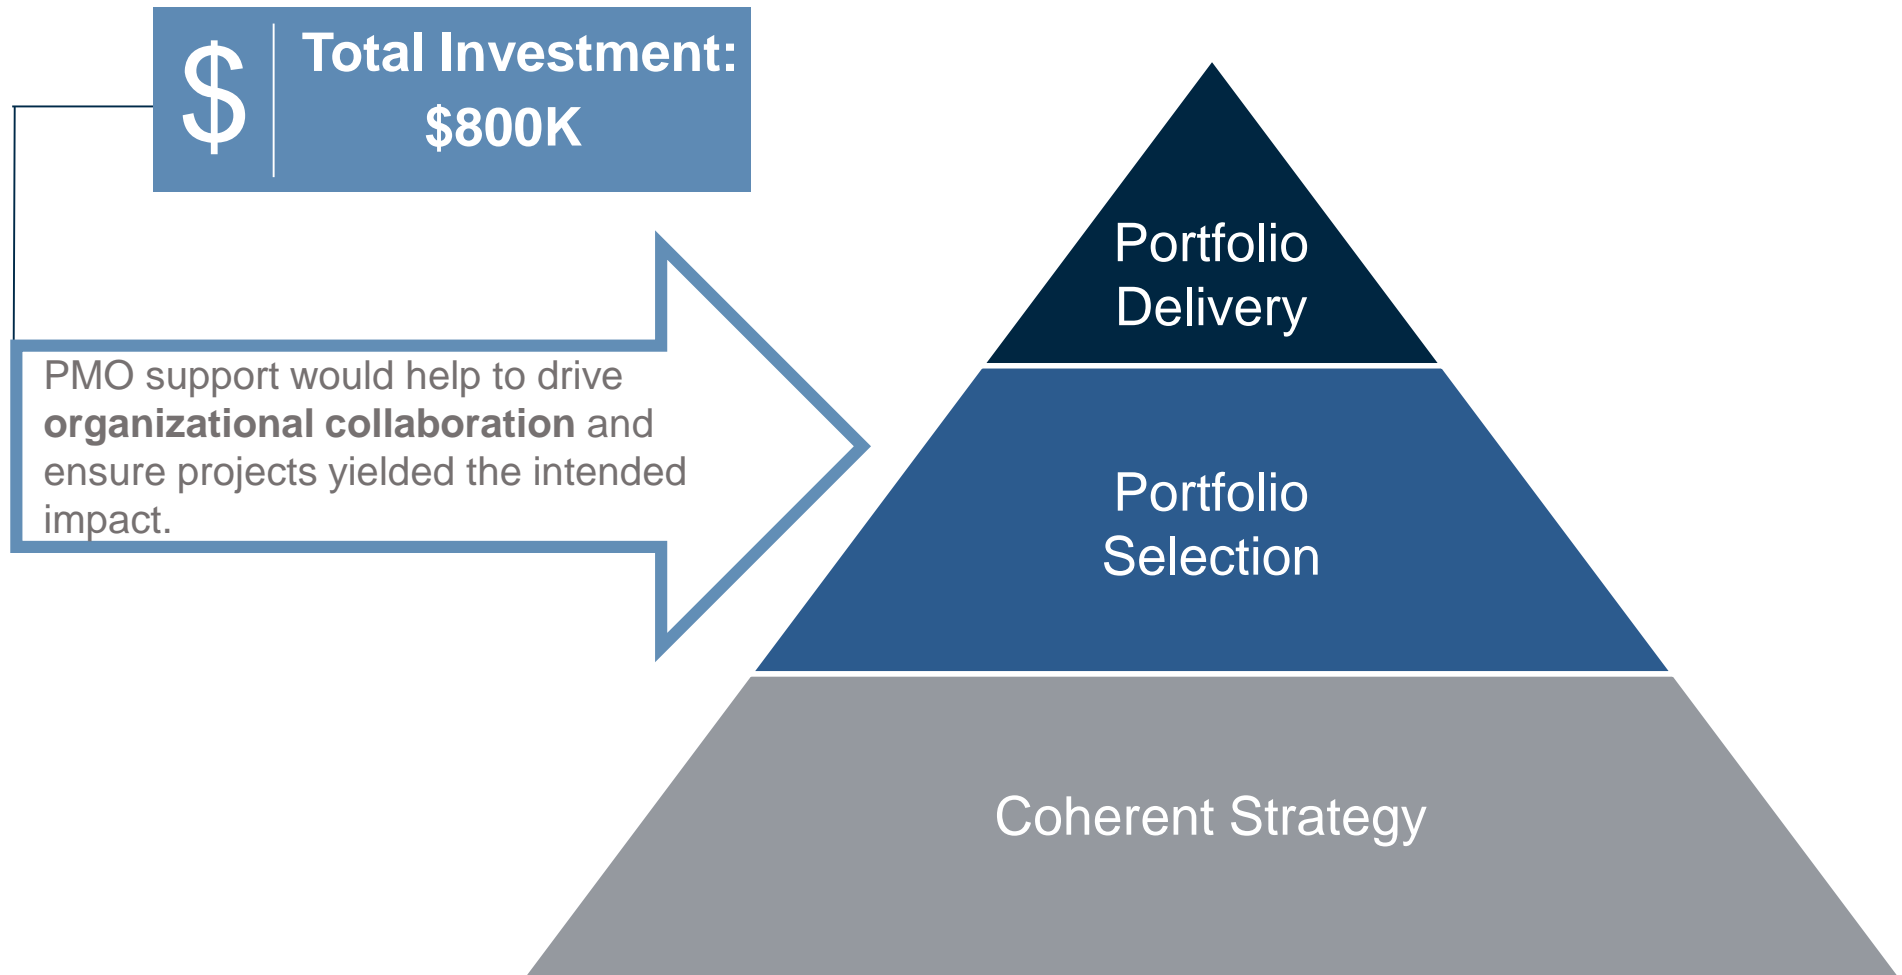 $
Total Investment:
$800K
PMO support would help to drive
organizational collaboration and
ensure projects yielded the intended
impact.
Portfolio
Delivery
Portfolio
Selection
Coherent Strategy